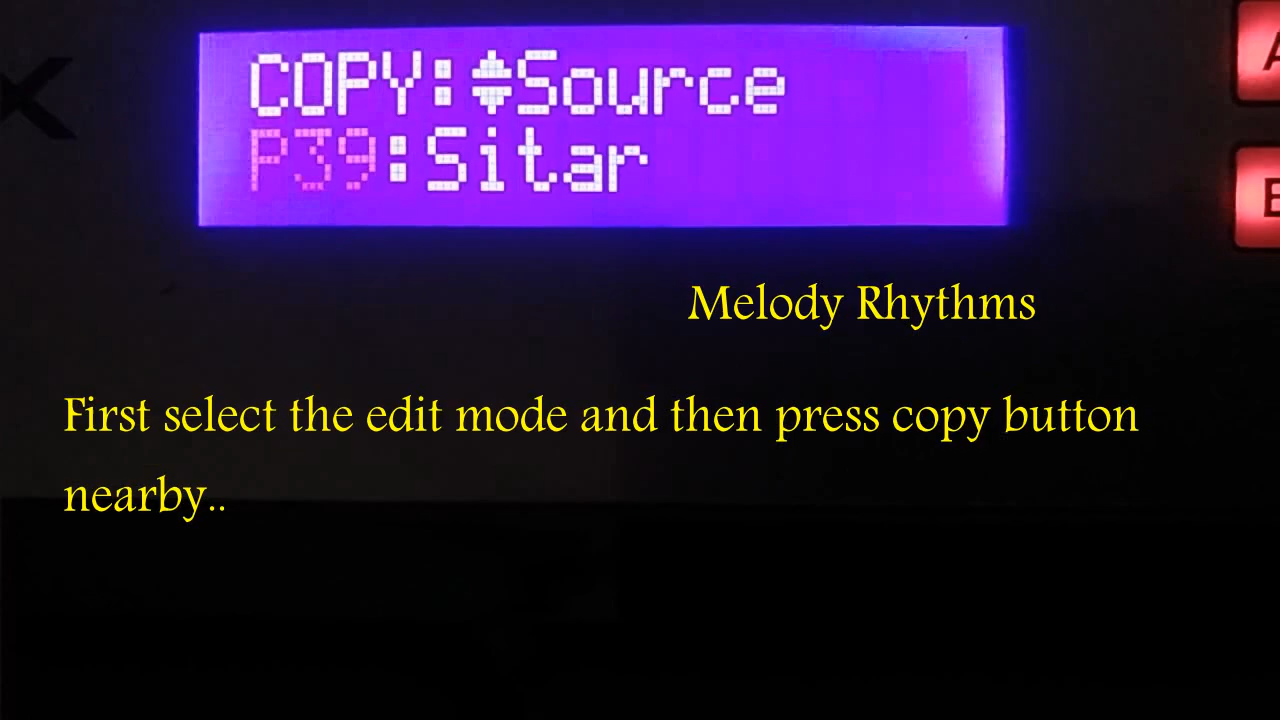 COPY:Source
P39:Sitar
Melody Rhythms
First select the edit mode and then press copy button
nearby..